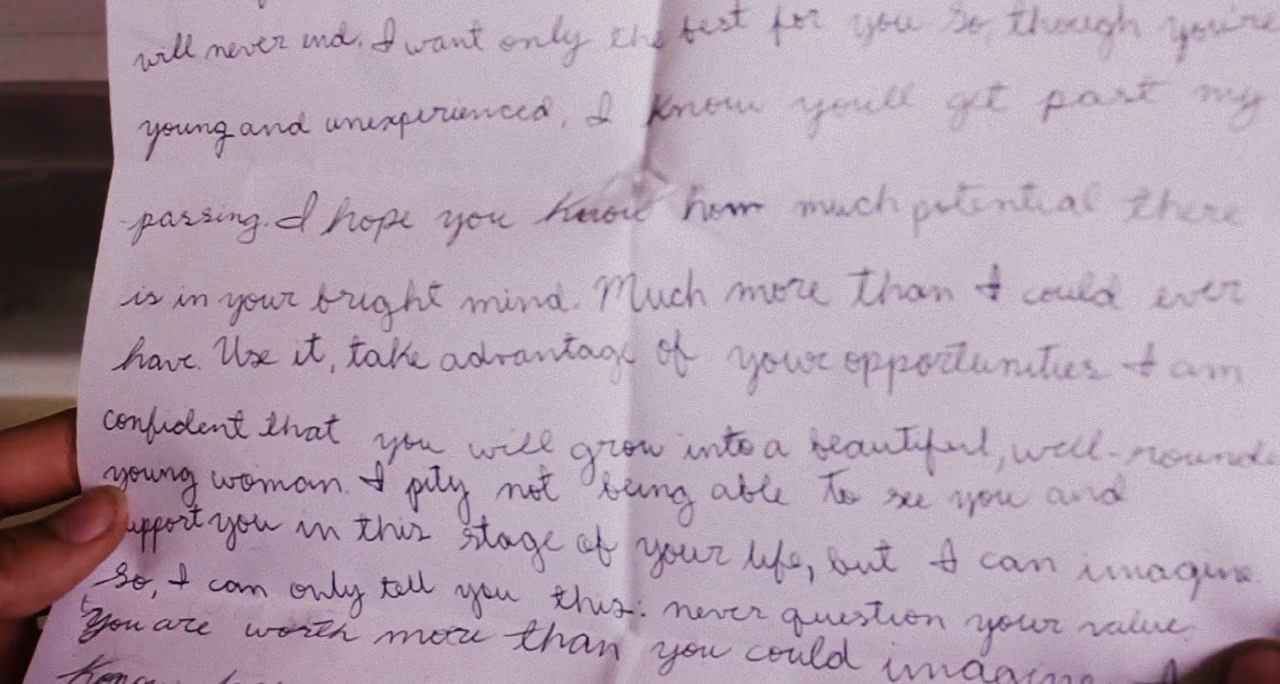 will never end. I want only the best for you. So, though you're
young and unexperienced, I know you'll get past my
passing. I hope you know how much potential there
is in your bright mind. Much more than I could ever
have. Use it, take advantage of your opportunities. I am
confident that you will grow into a beautiful, well-rounde
young woman. I pity not being able to see you and
upport you in this stage of your life, but I can imagine.
So, I can only tell you this: never question your value.
You are worth more than you could imagine. I